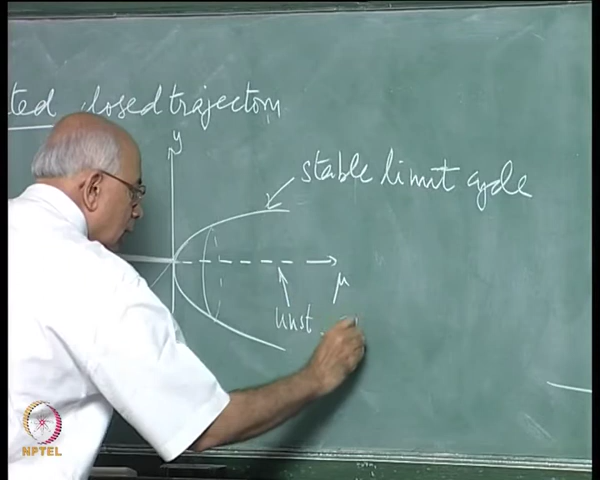 ted closed trajectory
y
stable limit cycle
μ
unst.
NPTEL